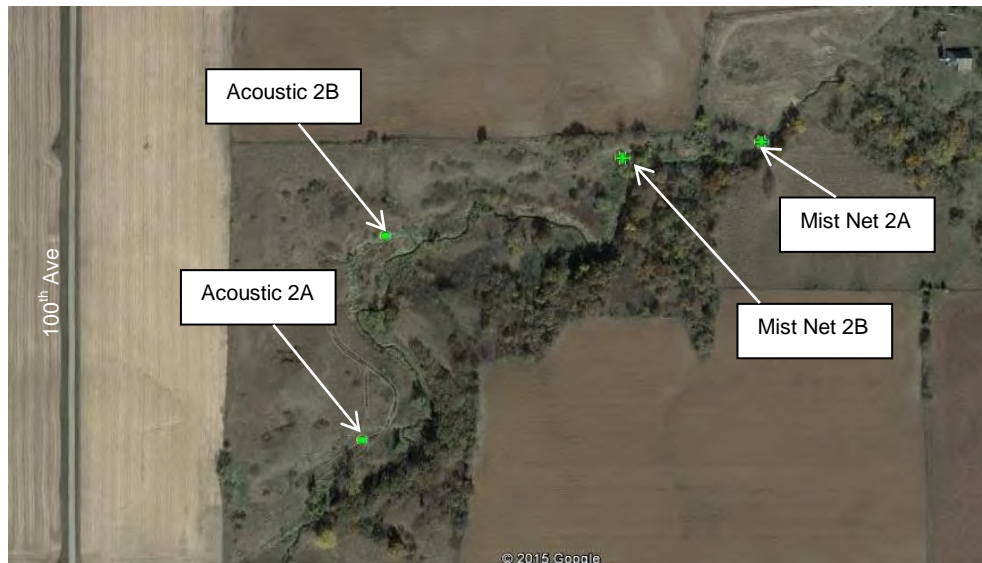 Acoustic 2B
Mist Net 2A
Acoustic 2A
Mist Net 2B
100th Ave
© 2015 Google